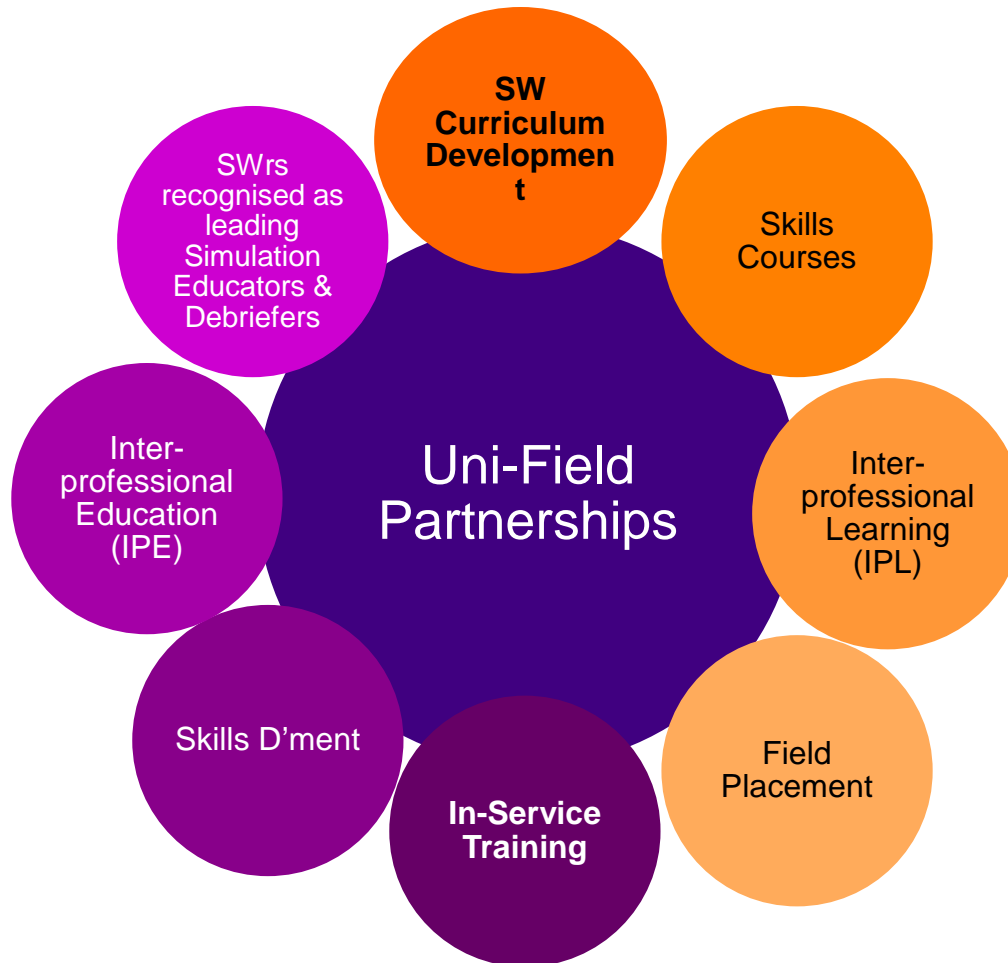 SW
Curriculum
Developmen
t
Skills
Courses
Inter-
professional
Learning
(IPL)
Field
Placement
In-Service
Training
Skills D’ment
Inter-
professional
Education
(IPE)
SWrs
recognised as
leading
Simulation
Educators &
Debriefers
Uni-Field
Partnerships